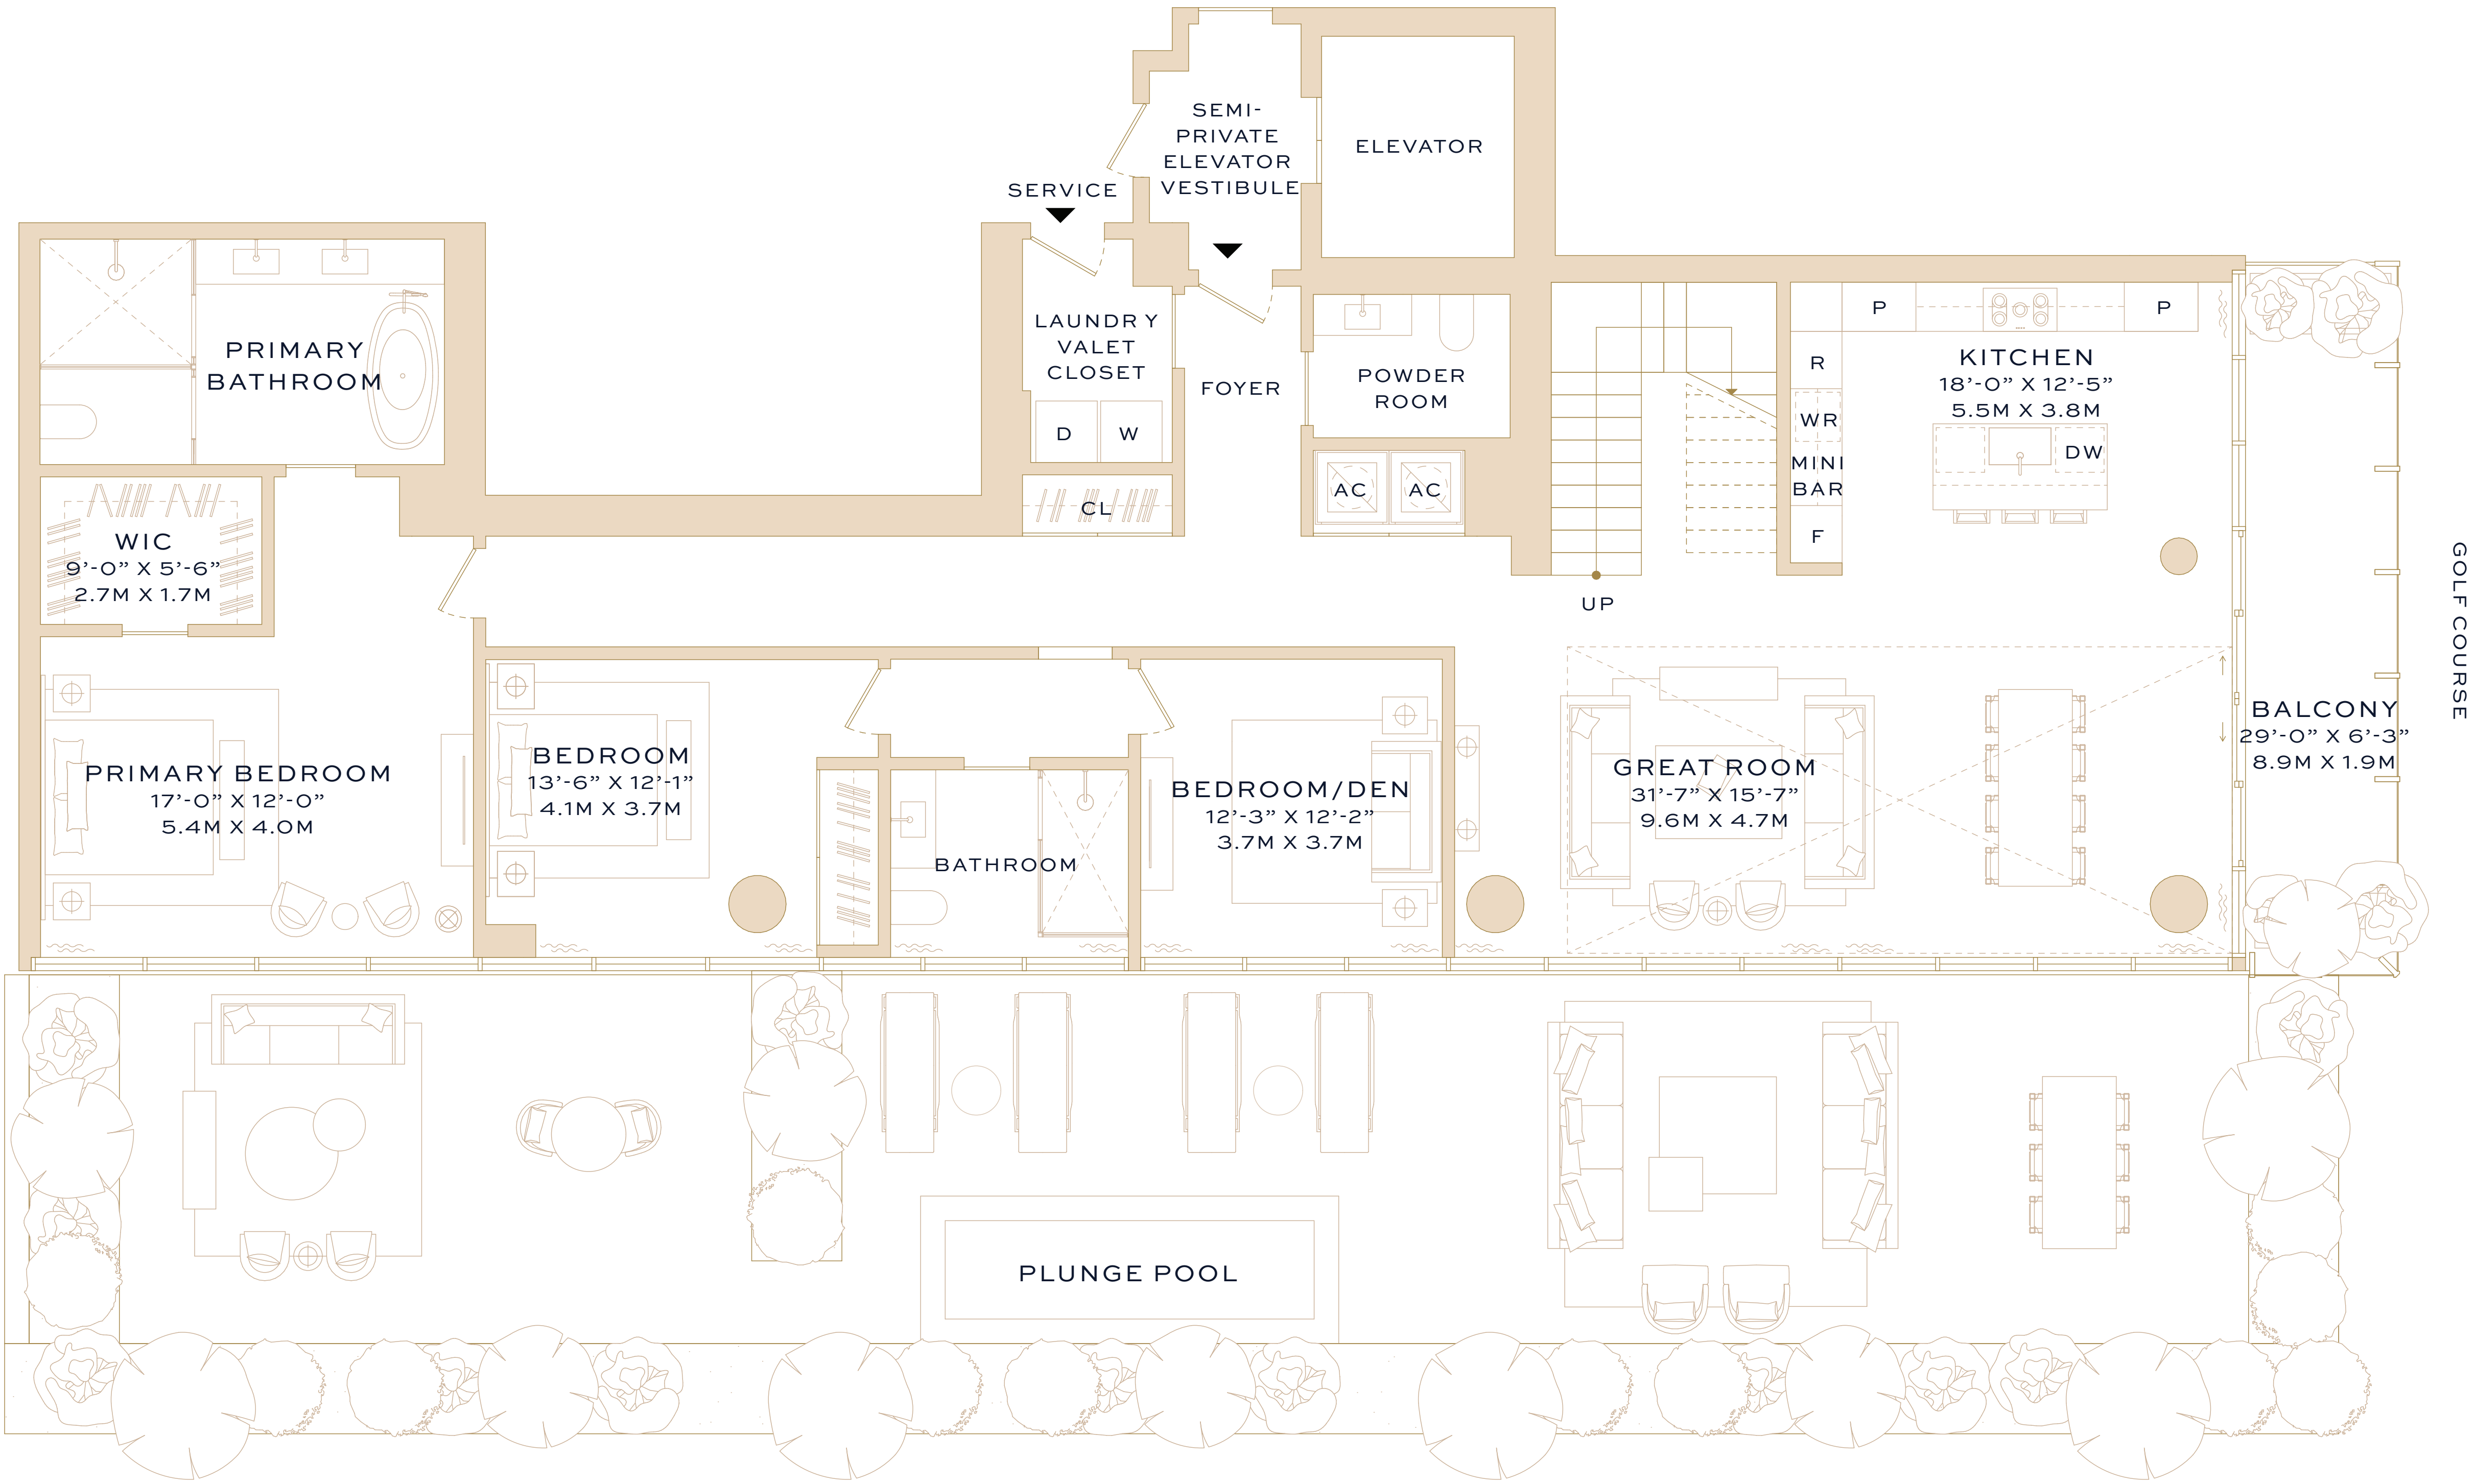 SEMI-
PRIVATE
ELEVATOR
VESTIBULE
ELEVATOR
SERVICE
PRIMARY
BATHROOM
LAUNDRY
VALET
CLOSET
D
W
FOYER
POWDER
ROOM
AC
AC
CL
P
P
R
WR
MINI
BAR
F
KITCHEN
18'-0” X 12'-5”
5.5M X 3.8M
DW
WIC
9'-0” X 5'-6”
2.7M X 1.7M
UP
GOLF COURSE
PRIMARY BEDROOM
17'-0” X 12'-0”
5.4M X 4.0M
BEDROOM
13'-6” X 12'-1”
4.1M X 3.7M
BATHROOM
BEDROOM/DEN
12'-3” X 12'-2”
3.7M X 3.7M
GREAT ROOM
31'-7” X 15'-7”
9.6M X 4.7M
BALCONY
29'-0” X 6'-3”
8.9M X 1.9M
PLUNGE POOL